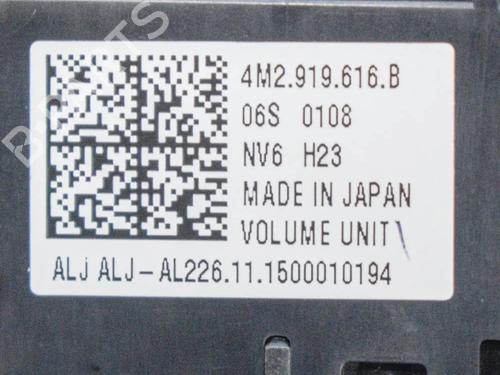 4M2.919.616.B
06S 0108
NV6 H23
MADE IN JAPAN
VOLUME UNIT
ALJ ALJ-AL226.11.1500010194